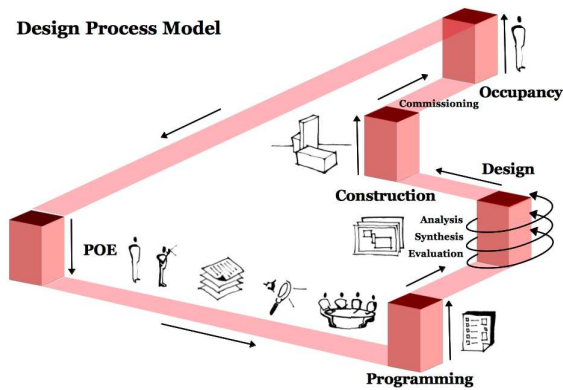 Design Process Model
Occupancy
Commissioning
Design
Construction
Analysis
Synthesis
Evaluation
POE
Programming